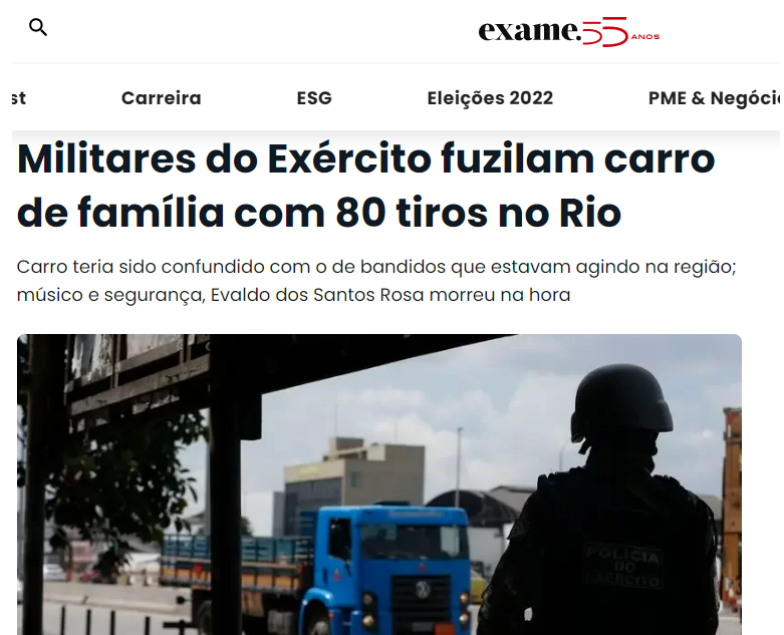 exame.55 ANOS
st Carreira ESG Eleições 2022 PME & Negóci
Militares do Exército fuzilam carro
de família com 80 tiros no Rio
Carro teria sido confundido com o de bandidos que estavam agindo na região;
músico e segurança, Evaldo dos Santos Rosa morreu na hora
POLÍCIA
DO
EXÉRCITO